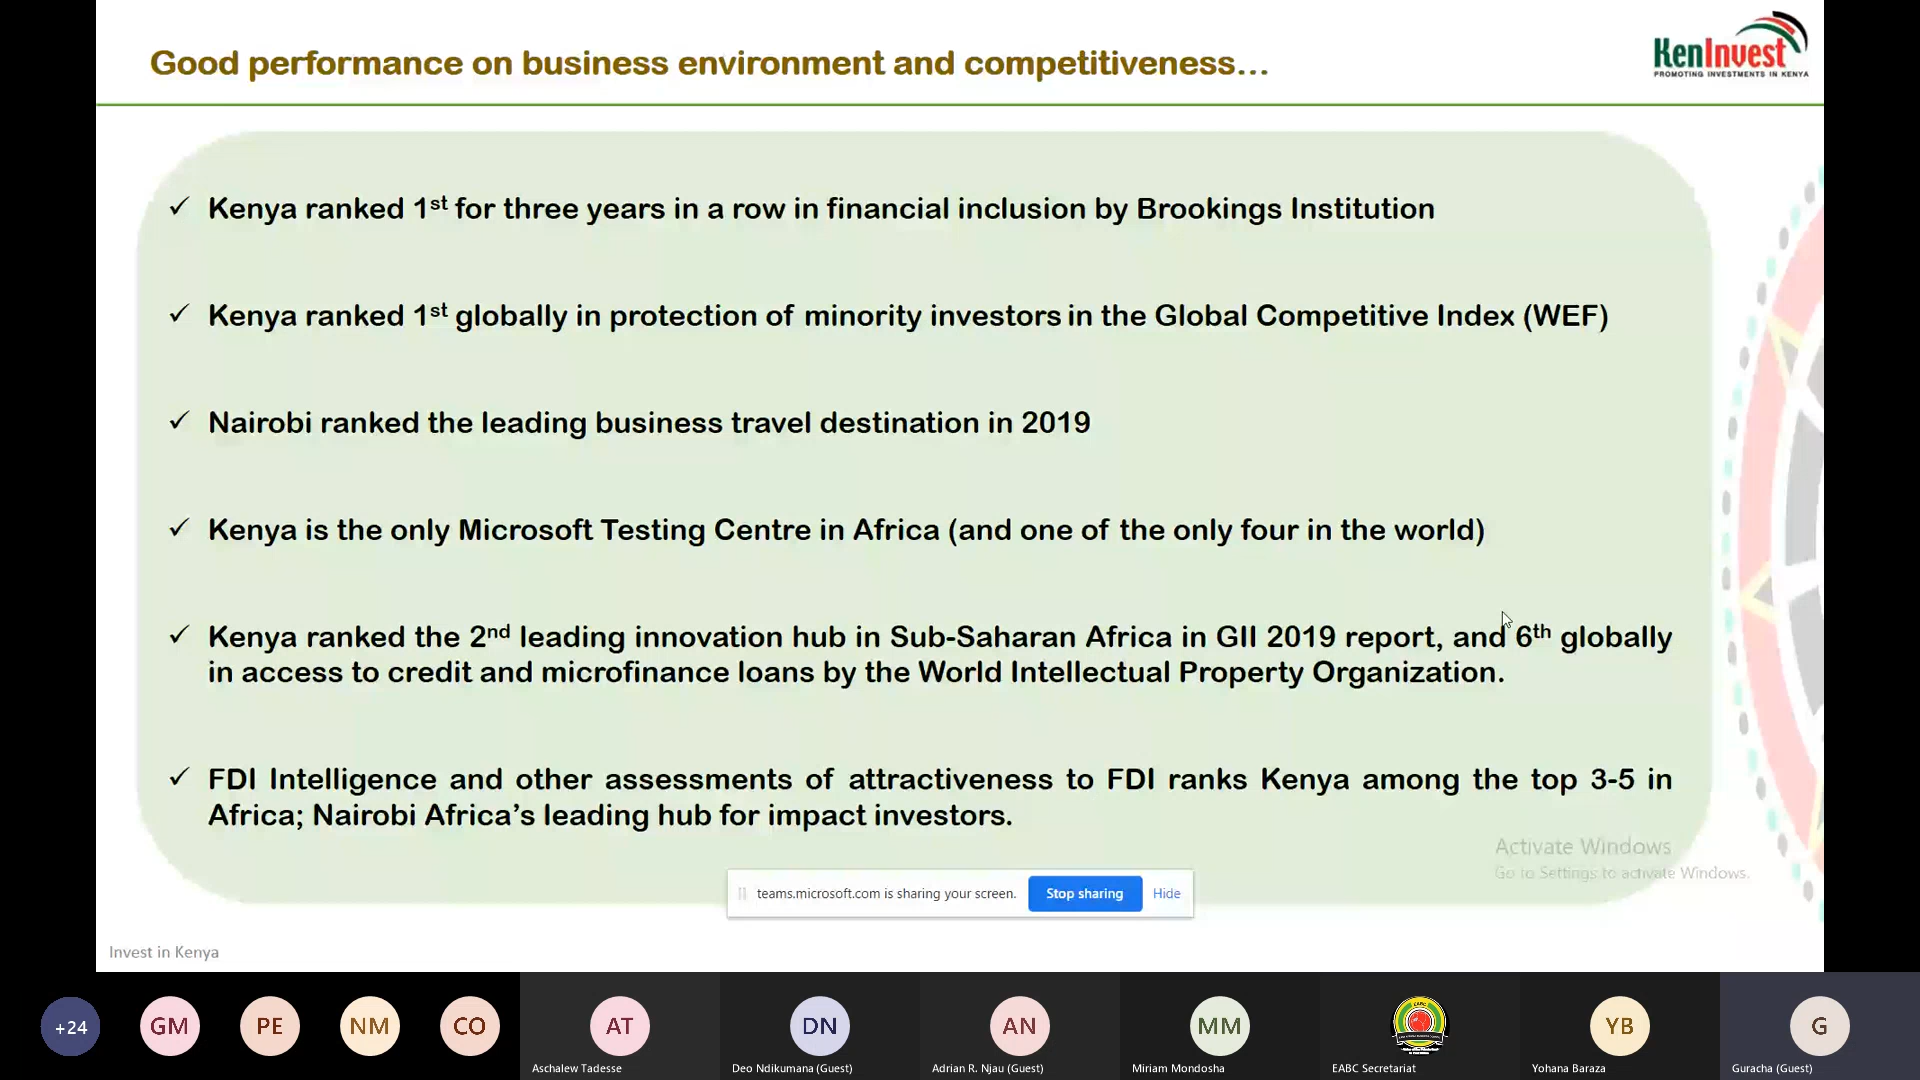 Good performance on business environment and competitiveness...
KenInvest
PROMOTING INVESTMENTS IN KENYA
✓ Kenya ranked 1st for three years in a row in financial inclusion by Brookings Institution
✓ Kenya ranked 1st globally in protection of minority investors in the Global Competitive Index (WEF)
✓ Nairobi ranked the leading business travel destination in 2019
✓ Kenya is the only Microsoft Testing Centre in Africa (and one of the only four in the world)
✓ Kenya ranked the 2nd leading innovation hub in Sub-Saharan Africa in GII 2019 report, and 6th globally
in access to credit and microfinance loans by the World Intellectual Property Organization.
✓ FDI Intelligence and other assessments of attractiveness to FDI ranks Kenya among the top 3-5 in
Africa; Nairobi Africa's leading hub for impact investors.
Activate Windows
Go to Settings to activate Windows.
teams.microsoft.com is sharing your screen. Stop sharing Hide
Invest in Kenya
+24 GM PE NM CO AT DN AN MM EABC YB G
Aschalew Tadesse Deo Ndikumana (Guest) Adrian R. Njau (Guest) Miriam Mondosha EABC Secretariat Yohana Baraza Guracha (Guest)